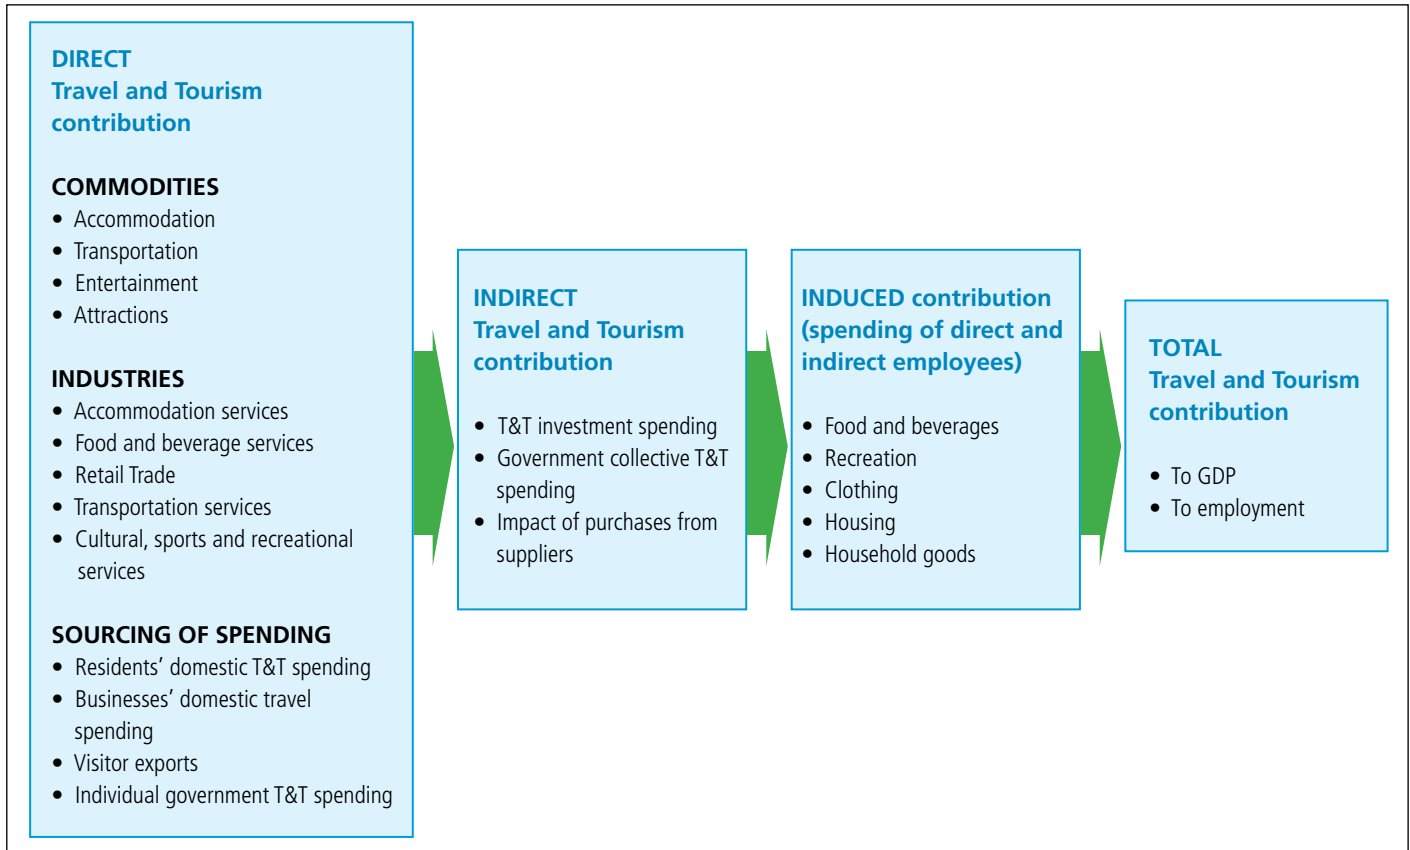 DIRECT
Travel and Tourism
contribution
COMMODITIES
• Accommodation
• Transportation
• Entertainment
• Attractions
INDUSTRIES
• Accommodation services
• Food and beverage services
• Retail Trade
• Transportation services
• Cultural, sports and recreational
services
SOURCING OF SPENDING
• Residents’ domestic T&T spending
• Businesses’ domestic travel
spending
• Visitor exports
• Individual government T&T spending
INDIRECT
Travel and Tourism
contribution
• T&T investment spending
• Government collective T&T
spending
• Impact of purchases from
suppliers
INDUCED contribution
(spending of direct and
indirect employees)
• Food and beverages
• Recreation
• Clothing
• Housing
• Household goods
TOTAL
Travel and Tourism
contribution
• To GDP
• To employment